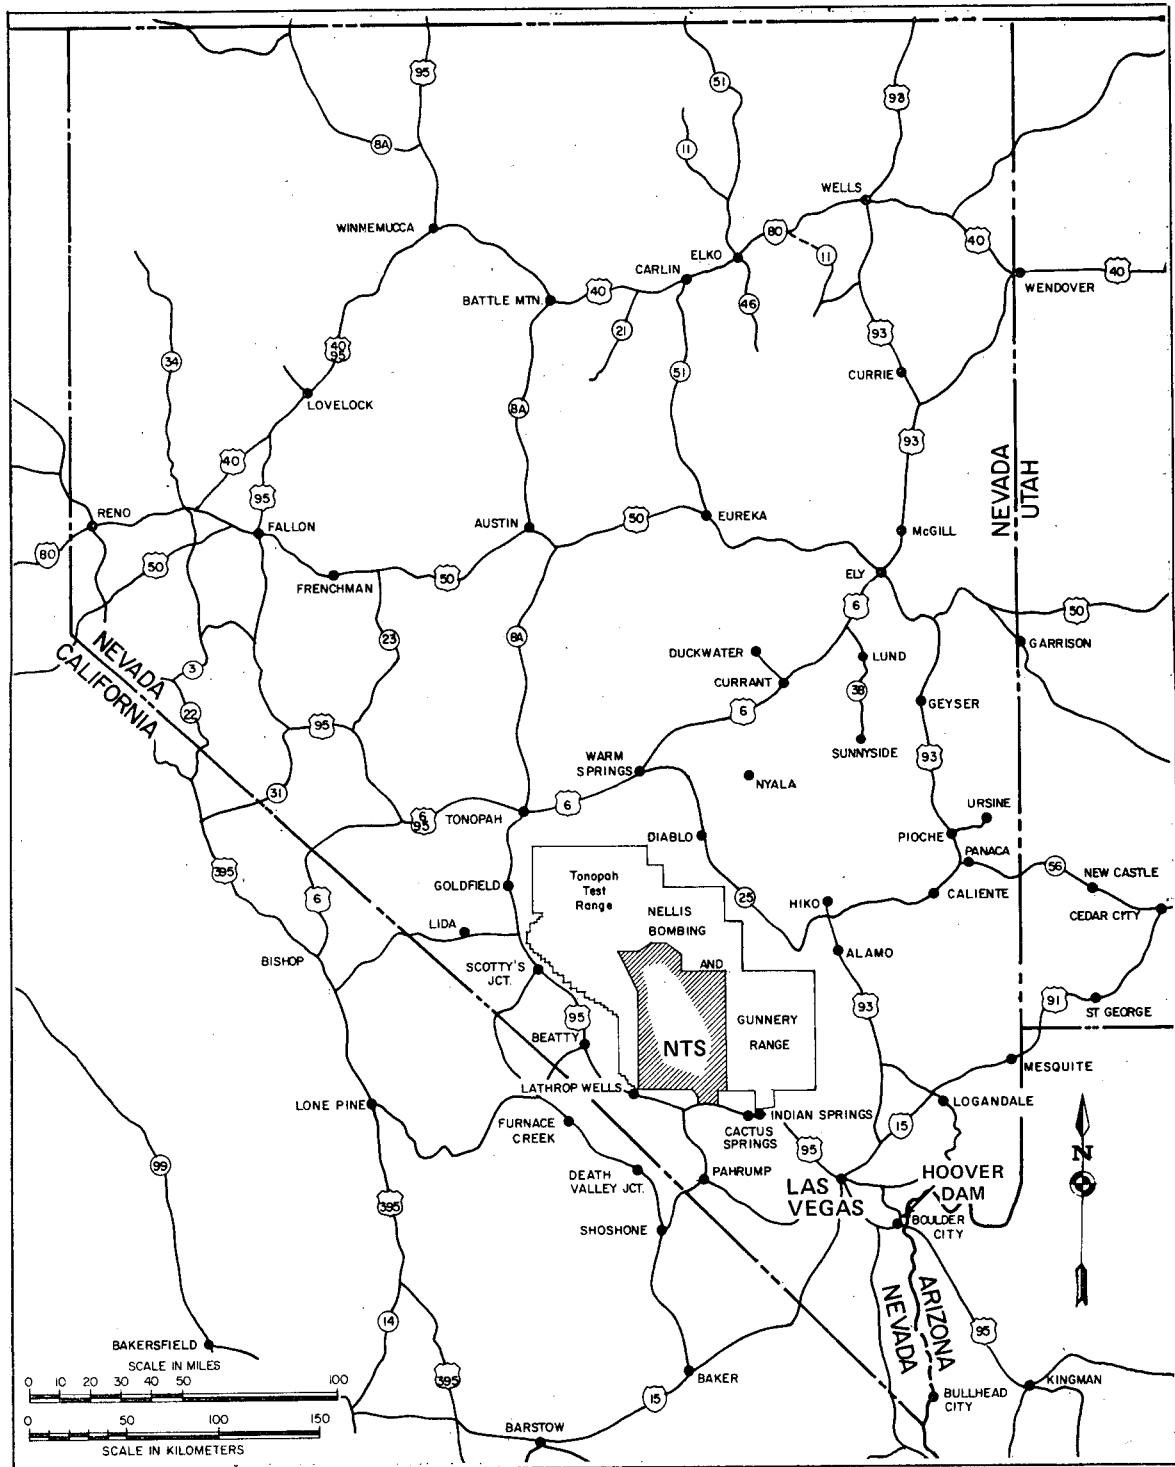 95
51
93
8A
11
WELLS
WINNEMUCCA
80
40
ELKO
11
CARLIN
40
WENDOVER
BATTLE MTN.
40
46
21
34
40
95
93
51
CURRIE
LOVELOCK
8A
93
40
95
NEVADA
UTAH
RENO
FALLON
AUSTIN
50
EUREKA
McGILL
80
50
FRENCHMAN
50
ELY
6
50
NEVADA
CALIFORNIA
23
8A
GARRISON
DUCKWATER
LUND
3
CURRANT
38
22
GEYSER
95
6
SUNNYSIDE
93
WARM
SPRINGS
NYALA
31
6
95
TONOPAH
6
URSINE
DIABLO
PIOCHE
PANACA
395
Tonopah
Test
Range
56
NEW CASTLE
GOLDFIELD
6
25
HIKO
CALIENTE
NELLIS
BOMBING
CEDAR CITY
LIDA
BISHOP
AND
ALAMO
SCOTTY'S
JCT.
93
91
ST GEORGE
95
GUNNERY
RANGE
BEATTY
NTS
MESQUITE
LATHROP WELLS
LONE PINE
LOGANDALE
FURNACE
CREEK
INDIAN SPRINGS
CACTUS
SPRINGS
15
95
N
99
DEATH
VALLEY JCT.
PAHRUMP
LAS
VEGAS
HOOVER
DAM
395
SHOSHONE
BOULDER
CITY
ARIZONA
NEVADA
14
95
BAKERSFIELD
SCALE IN MILES
0 10 20 30 40 50 100
395
BAKER
KINGMAN
15
BULLHEAD
CITY
0 50 100 150
SCALE IN KILOMETERS
BARSTOW